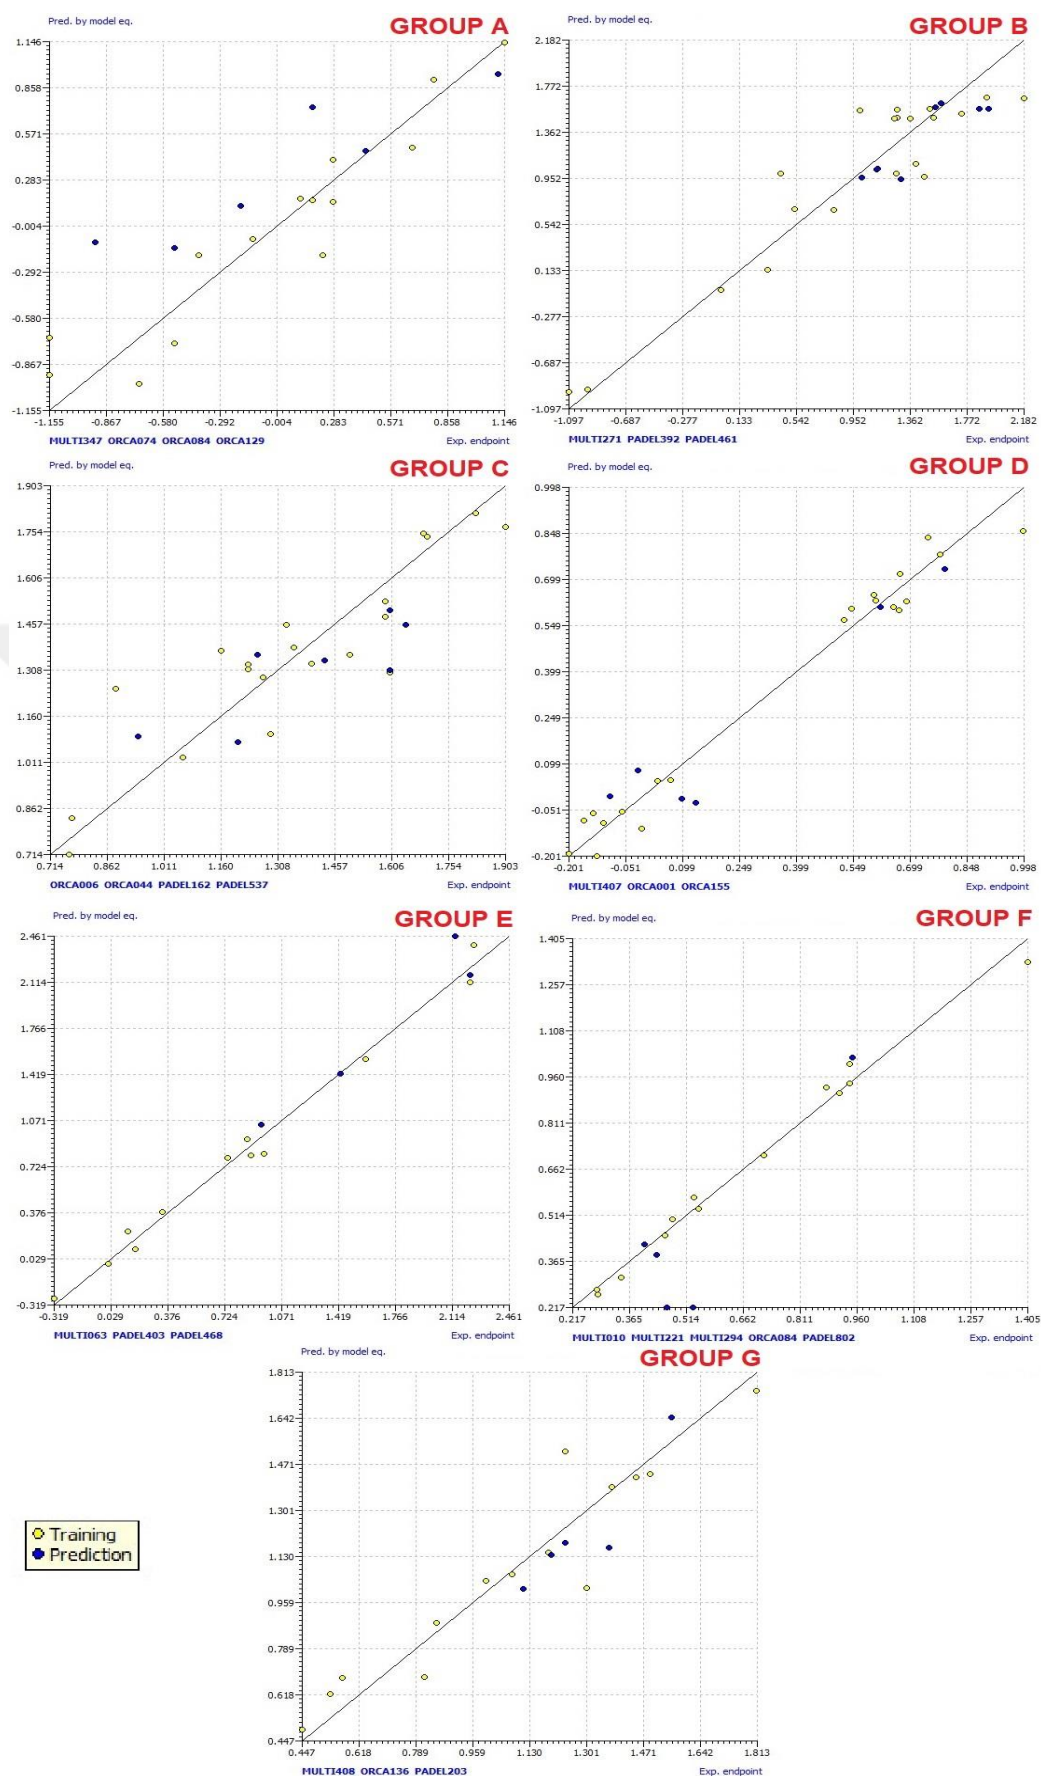 Pred. by model eq.
GROUP A
1.146
0.858
0.571
0.283
-0.004
-0.292
-0.580
-0.867
-1.155
-1.155 -0.867 -0.580 -0.292 -0.004 0.283 0.571 0.858 1.146
MULTI347 ORCA074 ORCA084 ORCA129 Exp. endpoint
Pred. by model eq.
GROUP B
2.182
1.772
1.362
0.952
0.542
0.133
-0.277
-0.687
-1.097
-1.097 -0.687 -0.277 0.133 0.542 0.952 1.362 1.772 2.182
MULTI271 PADEL392 PADEL461 Exp. endpoint
Pred. by model eq.
GROUP C
1.903
1.754
1.606
1.457
1.308
1.160
1.011
0.862
0.714
0.714 0.862 1.011 1.160 1.308 1.457 1.606 1.754 1.903
ORCA006 ORCA044 PADEL162 PADEL537 Exp. endpoint
Pred. by model eq.
GROUP D
0.998
0.848
0.699
0.549
0.399
0.249
0.099
-0.051
-0.201
-0.201 -0.051 0.099 0.249 0.399 0.549 0.699 0.848 0.998
MULTI407 ORCA001 ORCA155 Exp. endpoint
Pred. by model eq.
GROUP E
2.461
2.114
1.766
1.419
1.071
0.724
0.376
0.029
-0.319
-0.319 0.029 0.376 0.724 1.071 1.419 1.766 2.114 2.461
MULTI063 PADEL403 PADEL468 Exp. endpoint
Pred. by model eq.
GROUP F
1.405
1.257
1.108
0.960
0.811
0.662
0.514
0.365
0.217
0.217 0.365 0.514 0.662 0.811 0.960 1.108 1.257 1.405
MULTI010 MULTI221 MULTI294 ORCA084 PADEL802 Exp. endpoint
Pred. by model eq.
GROUP G
1.813
1.642
1.471
1.301
1.130
0.959
0.789
0.618
0.447
0.447 0.618 0.789 0.959 1.130 1.301 1.471 1.642 1.813
MULTI408 ORCA136 PADEL203 Exp. endpoint
Training
Prediction